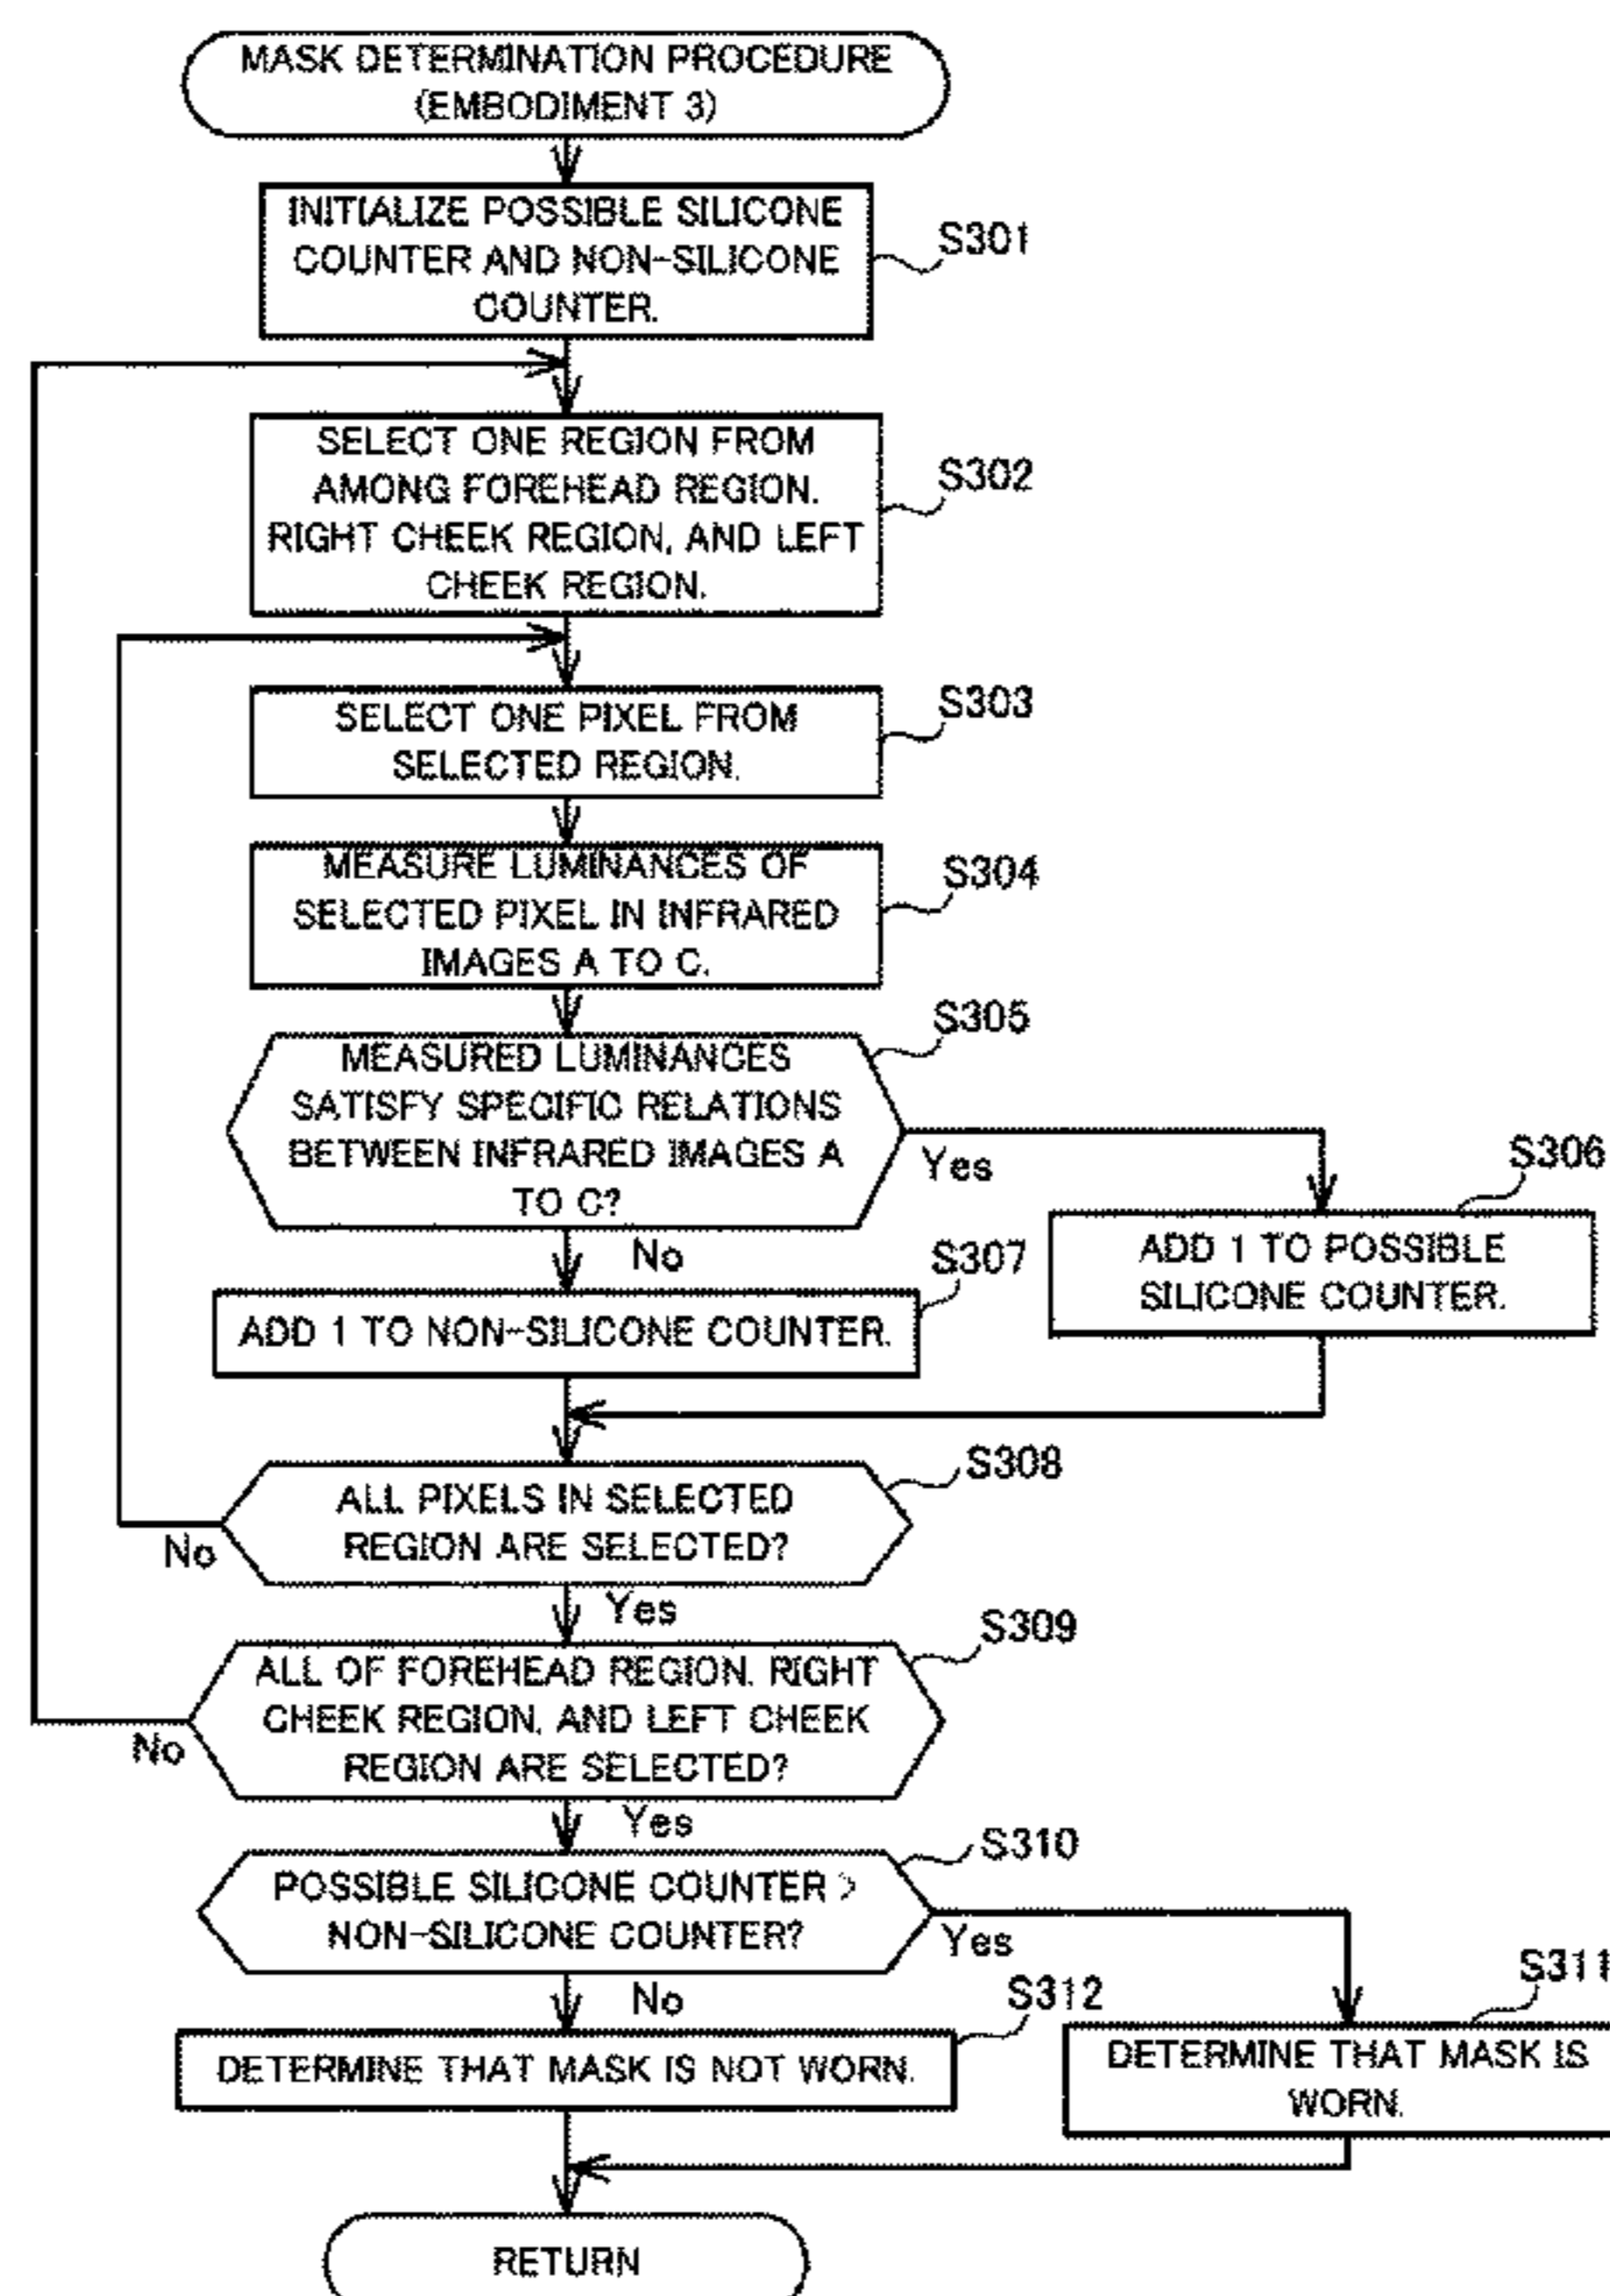 MASK DETERMINATION PROCEDURE
(EMBODIMENT 3)
INITIALIZE POSSIBLE SILICONE
COUNTER AND NON-SILICONE
COUNTER.
S301
SELECT ONE REGION FROM
AMONG FOREHEAD REGION.
RIGHT CHEEK REGION, AND LEFT
CHEEK REGION.
S302
SELECT ONE PIXEL FROM
SELECTED REGION.
S303
MEASURE LUMINANCES OF
SELECTED PIXEL IN INFRARED
IMAGES A TO C.
S304
MEASURED LUMINANCES
SATISFY SPECIFIC RELATIONS
BETWEEN INFRARED IMAGES A
TO C?
S305
Yes
No
S306
ADD 1 TO POSSIBLE
SILICONE COUNTER.
S307
ADD 1 TO NON-SILICONE COUNTER.
S308
ALL PIXELS IN SELECTED
REGION ARE SELECTED?
No
Yes
S309
ALL OF FOREHEAD REGION, RIGHT
CHEEK REGION, AND LEFT CHEEK
REGION ARE SELECTED?
No
Yes
S310
POSSIBLE SILICONE COUNTER >
NON-SILICONE COUNTER?
Yes
No
S311
DETERMINE THAT MASK IS
WORN.
S312
DETERMINE THAT MASK IS NOT WORN.
RETURN